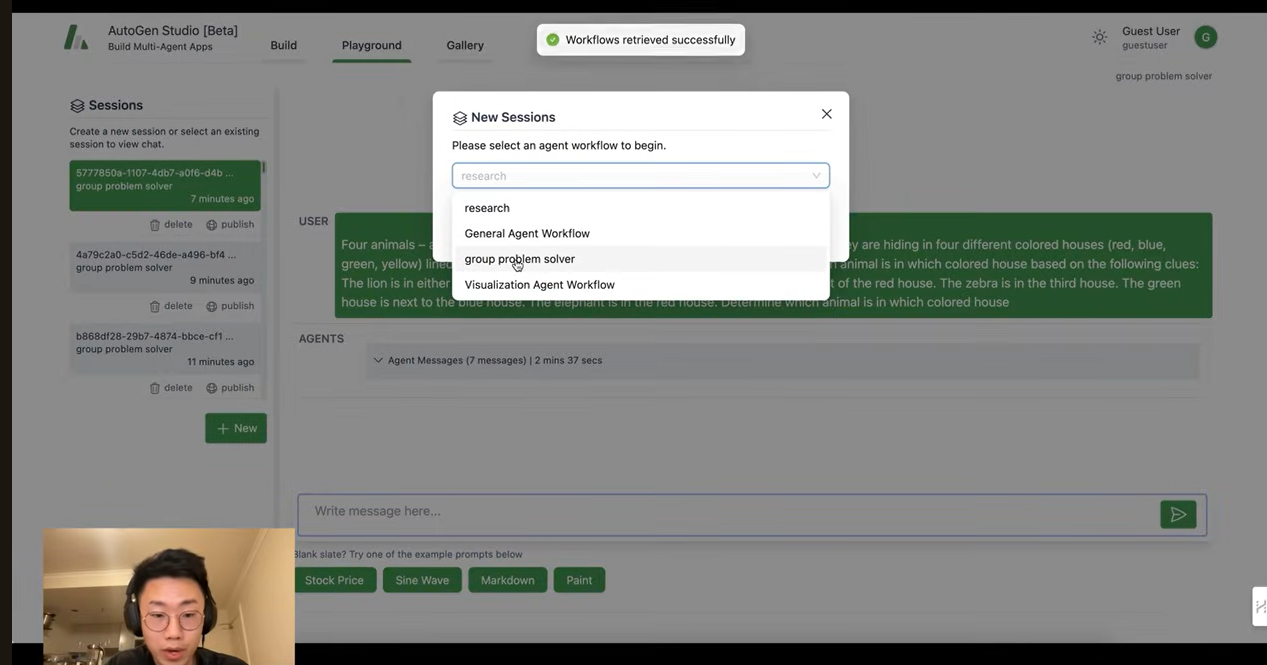 AutoGen Studio [Beta]
Build Multi-Agent Apps
Build
Playground
Gallery
Workflows retrieved successfully
Guest User
guestuser
G
group problem solver
Sessions
Create a new session or select an existing
session to view chat.
5777850a-1107-4db7-a0f6-d4b ...
group problem solver
7 minutes ago
delete
publish
4a79c2a0-c5d2-46de-a496-bf4 ...
group problem solver
9 minutes ago
delete
publish
b868df28-29b7-4874-bbce-cf1 ...
group problem solver
11 minutes ago
delete
publish
New
New Sessions
Please select an agent workflow to begin.
research
research
General Agent Workflow
group problem solver
Visualization Agent Workflow
USER
Four animals – ey are hiding in four different colored houses (red, blue,
green, yellow) animal is in which colored house based on the following clues:
The lion is in either of the red house. The zebra is in the third house. The green
house is next to the blue house. The elephant is in the red house. Determine which animal is in which colored house
AGENTS
Agent Messages (7 messages) | 2 mins 37 secs
Write message here...
Blank slate? Try one of the example prompts below
Stock Price
Sine Wave
Markdown
Paint